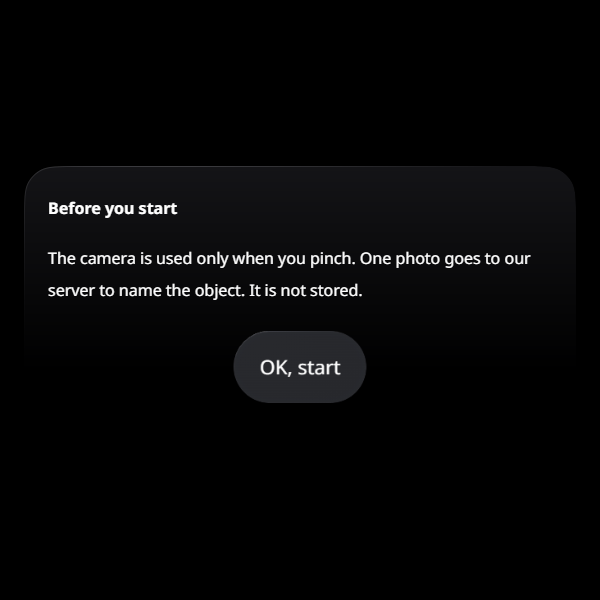 Before you start
The camera is used only when you pinch. One photo goes to our
server to name the object. It is not stored.
OK, start